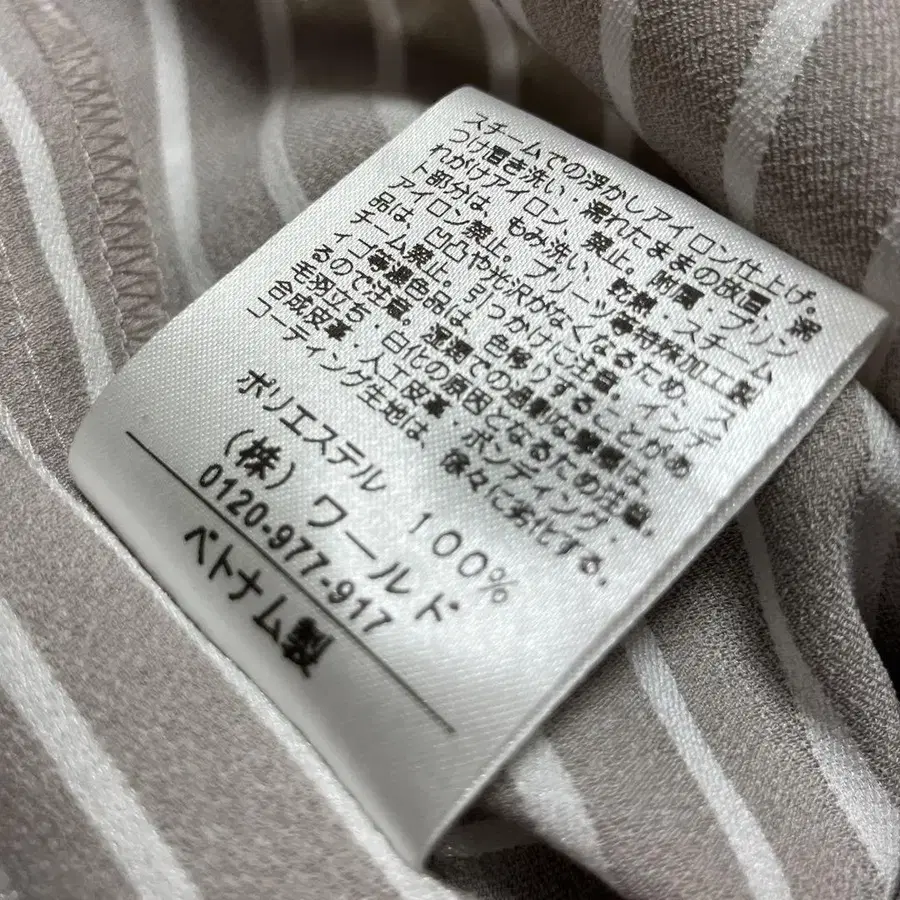 スチームでの浮かしアイロン仕上げ。濡
つけ置き洗い・濡れたままの放置、濡
れがけアイロン、禁止。附属・プリン
ト部分は、もみ洗い、乾燥・スチーム
アイロン禁止。プリーツ等特殊加工製
品は、凹凸や光沢がなくなるため、ス
チーム禁止。引っかけに注意。インデ
ィゴ等濃色品は、色移りすることがあ
るので注意。湿潤での過剰な摩擦は、
毛羽立ち・白化の原因となるため注意。
合成皮革・人工皮革・ボンディング・
コーティング生地は、徐々に劣化する。
ポリエステル 100%
(株) ワールド
0120-977-917
ベトナム製